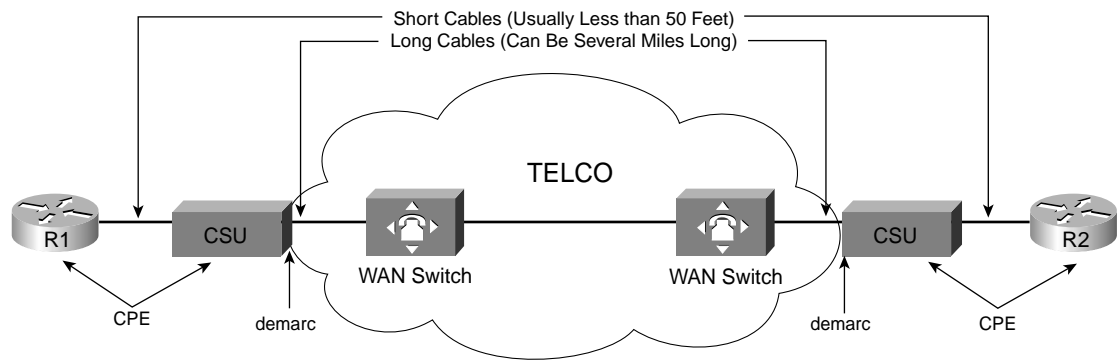 Short Cables (Usually Less than 50 Feet)
Long Cables (Can Be Several Miles Long)
TELCO
R1
CSU
CSU
R2
WAN Switch
WAN Switch
CPE
demarc
demarc
CPE